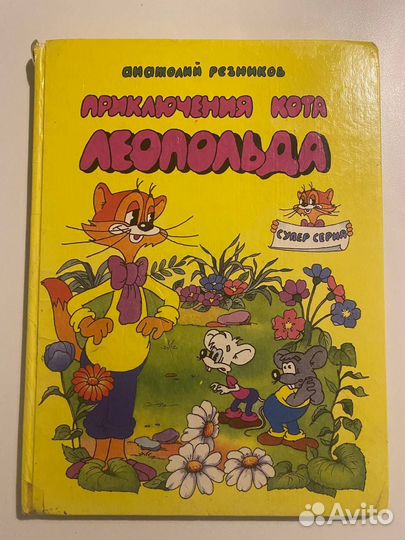 АНАТОЛИЙ РЕЗНИКОВ
ПРИКЛЮЧЕНИЯ КОТА
ЛЕОПОЛЬДА
СУПЕР СЕРИЯ
Avito